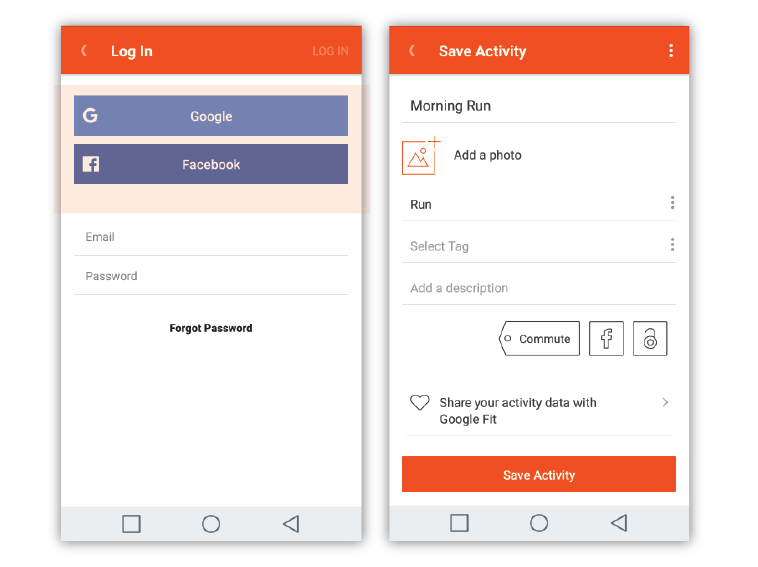 Log In
LOG IN
Google
Facebook
Email
Password
Forgot Password
Save Activity
Morning Run
Add a photo
Run
Select Tag
Add a description
Commute
Share your activity data with
Google Fit
Save Activity